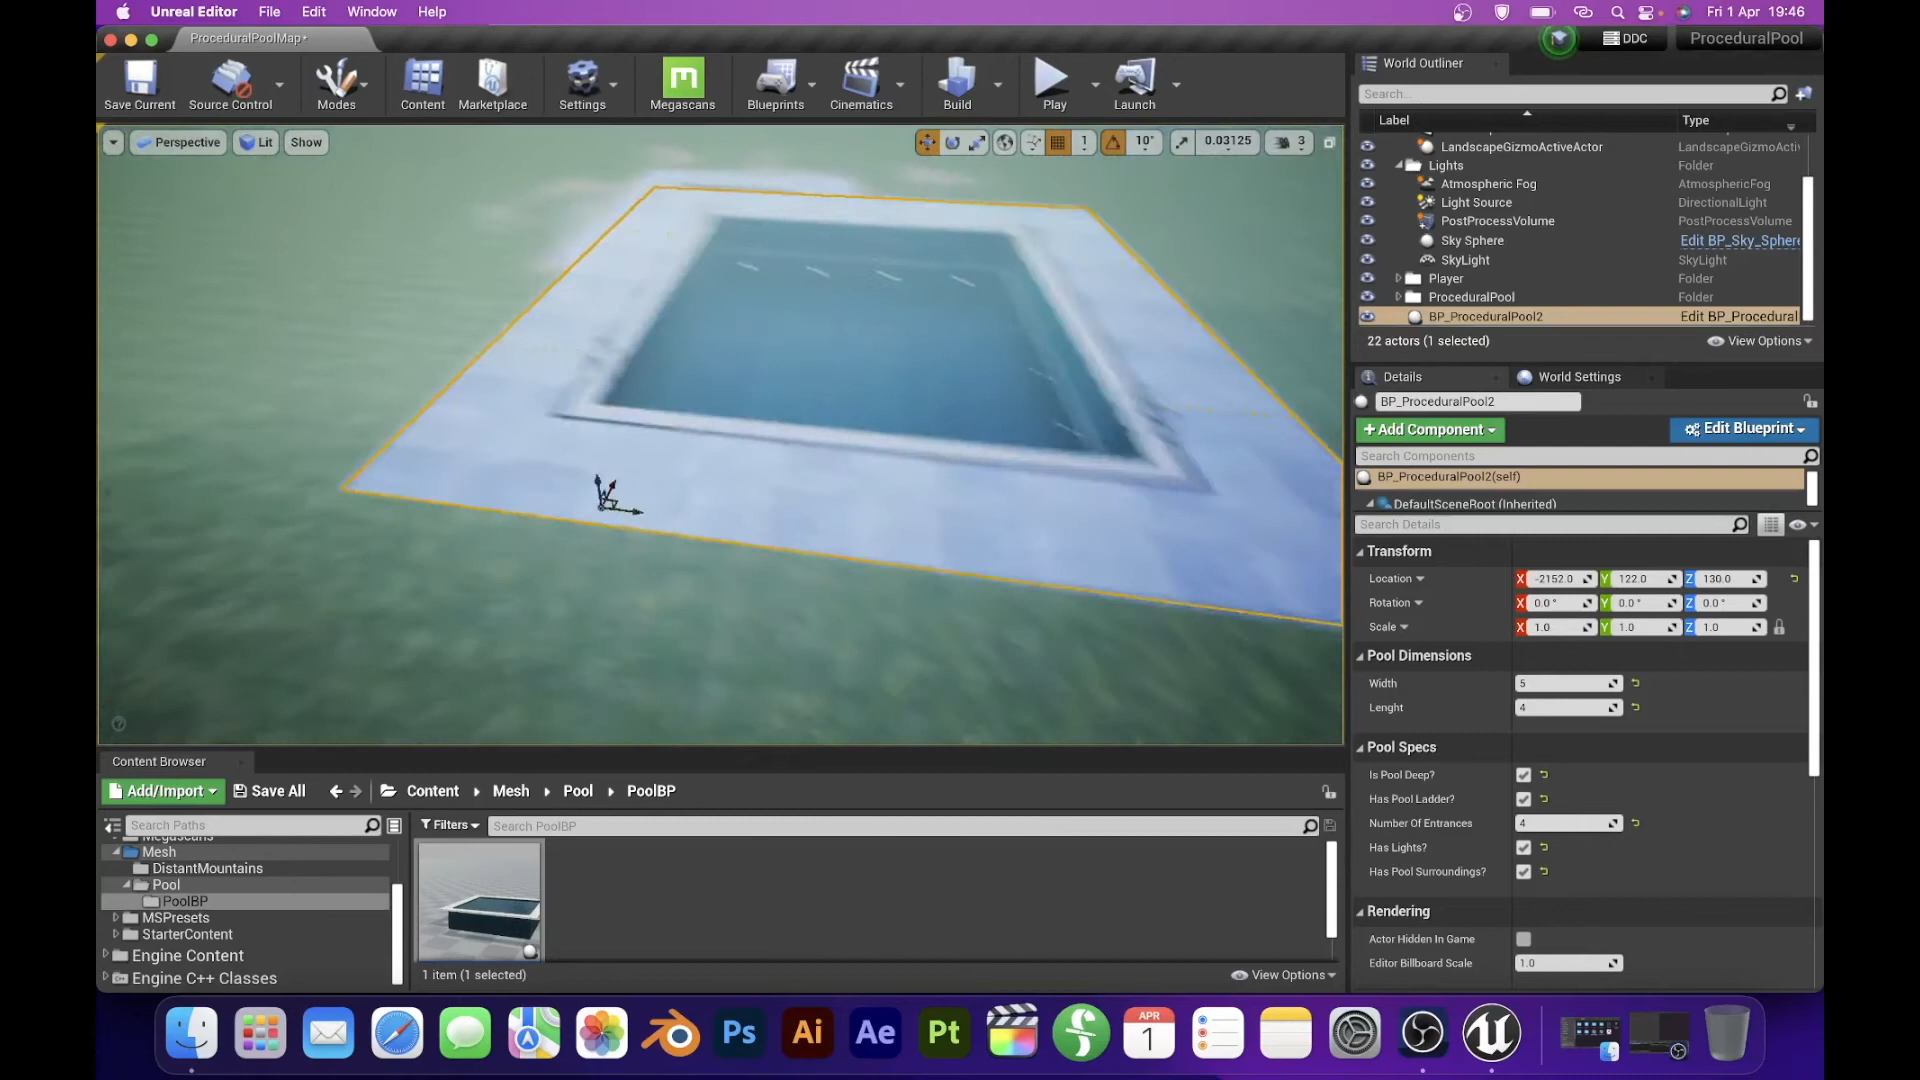 Unreal Editor File Edit Window Help Fri 1 Apr 19:46
ProceduralPoolMap• DDC ProceduralPool
Save Current Source Control Modes Content Marketplace Settings Megascans Blueprints Cinematics Build Play Launch
Perspective Lit Show 1 10° 0.03125 3
World Outliner
Search...
Label Type
LandscapeGizmoActiveActor LandscapeGizmoActi
Lights Folder
Atmospheric Fog AtmosphericFog
Light Source DirectionalLight
PostProcessVolume PostProcessVolume
Sky Sphere Edit BP_Sky_Sphere
SkyLight SkyLight
Player Folder
ProceduralPool Folder
BP_ProceduralPool2 Edit BP_Procedural
22 actors (1 selected) View Options
Details World Settings
BP_ProceduralPool2
+Add Component Edit Blueprint
Search Components
BP_ProceduralPool2(self)
DefaultSceneRoot (Inherited)
Search Details
Transform
Location X -2152.0 Y 122.0 Z 130.0
Rotation X 0.0 ° Y 0.0 ° Z 0.0 °
Scale X 1.0 Y 1.0 Z 1.0
Pool Dimensions
Width 5
Lenght 4
Pool Specs
Is Pool Deep?
Has Pool Ladder?
Number Of Entrances 4
Has Lights?
Has Pool Surroundings?
Rendering
Actor Hidden In Game
Editor Billboard Scale 1.0
Content Browser
Add/Import Save All Content Mesh Pool PoolBP
Search Paths Filters Search PoolBP
Megascans
Mesh
DistantMountains
Pool
PoolBP
MSPresets
StarterContent
Engine Content
Engine C++ Classes
1 item (1 selected) View Options
Ps Ai Ae Pt APR 1